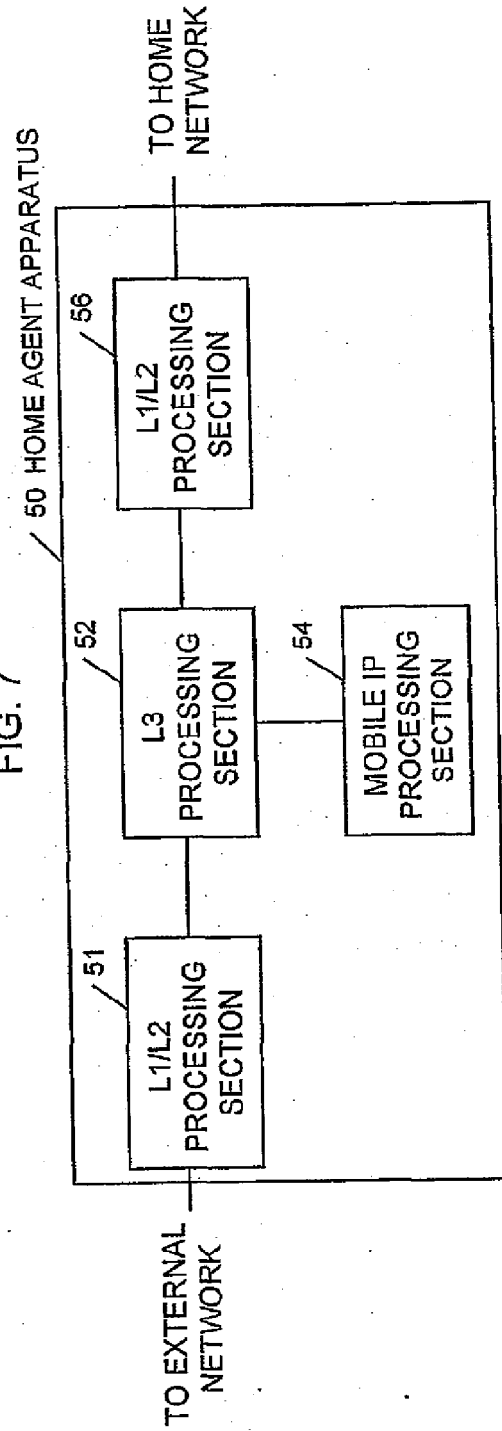 FIG. 7
50 HOME AGENT APPARATUS
TO EXTERNAL
NETWORK
51
L1/L2
PROCESSING
SECTION
52
L3
PROCESSING
SECTION
54
MOBILE IP
PROCESSING
SECTION
56
L1/L2
PROCESSING
SECTION
TO HOME
NETWORK